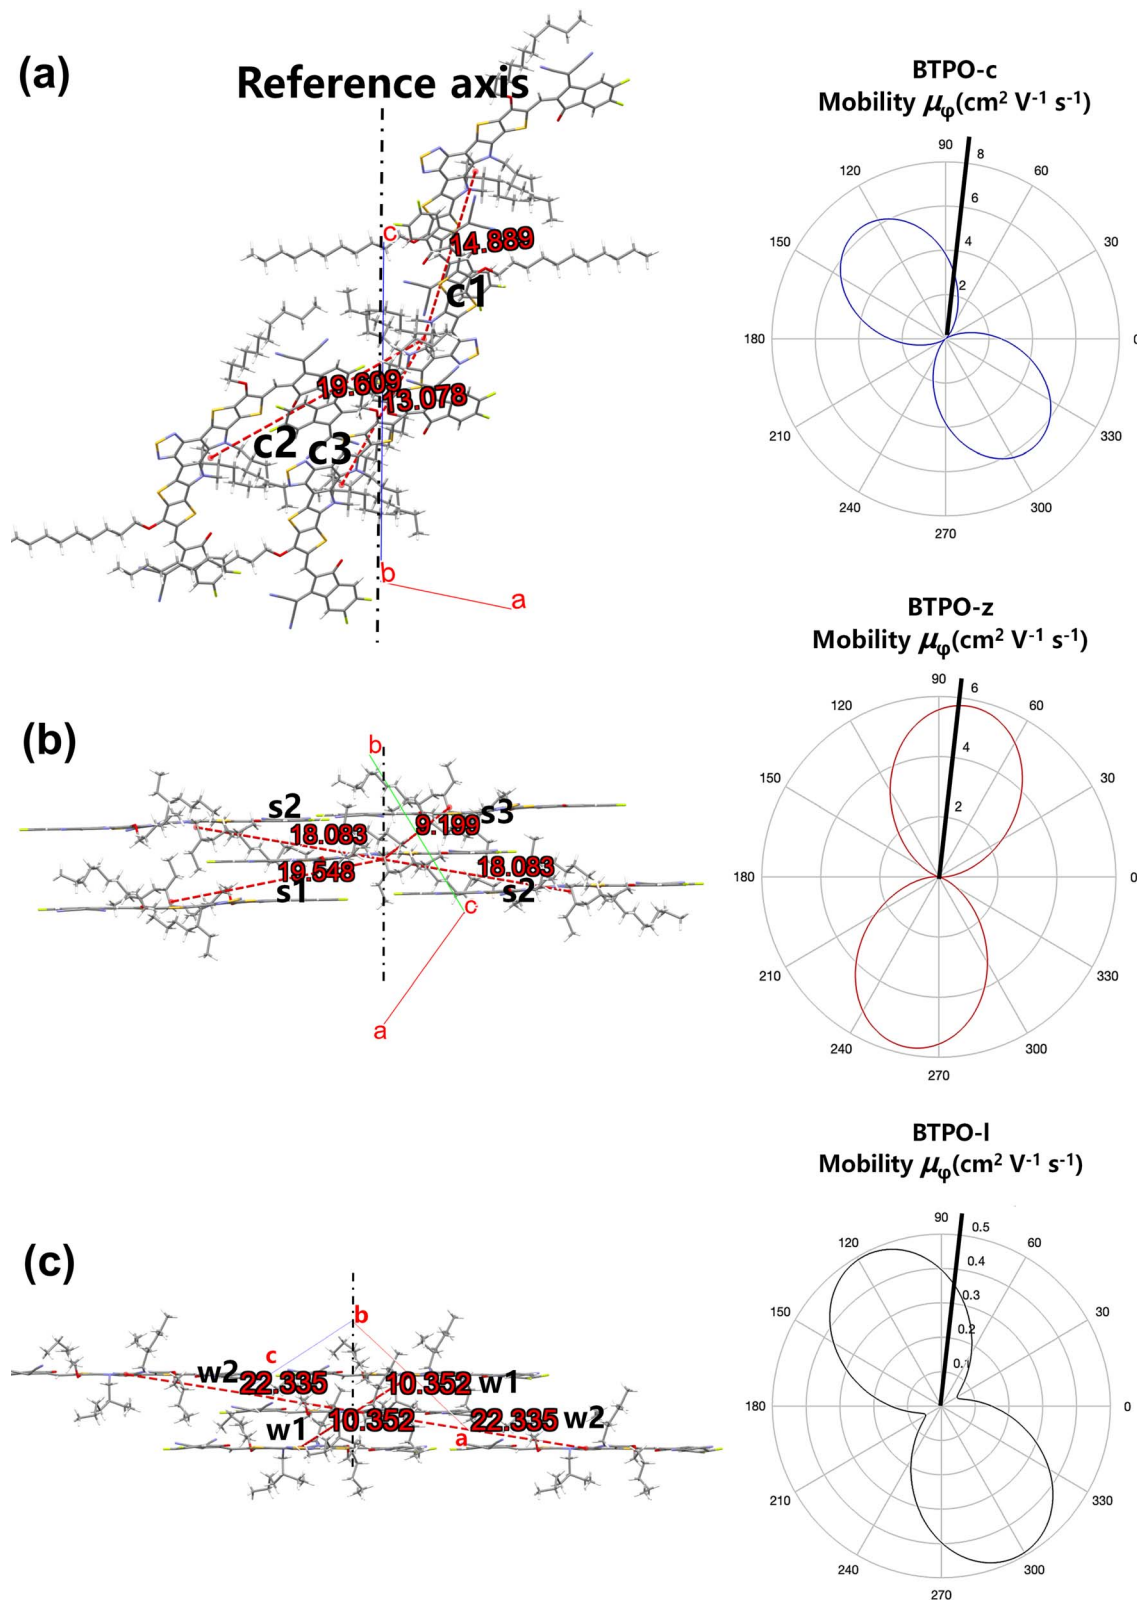 (a)
Reference axis
c
14.889
c1
19.609
13.078
c2 c3
b
a
BTPO-c
Mobility μφ(cm² V⁻¹ s⁻¹)
90
8
120
60
6
150
4
30
2
180
0
210
330
240
300
270
(b)
b
s2
s3
18.083
9.199
19.548
18.083
s1
s2
c
a
BTPO-z
Mobility μφ(cm² V⁻¹ s⁻¹)
90
6
120
60
4
150
30
2
180
0
210
330
240
300
270
(c)
b
c
w2
22.335
10.352
w1
w1
10.352
22.335
w2
a
BTPO-l
Mobility μφ(cm² V⁻¹ s⁻¹)
90
0.5
120
60
0.4
150
0.3
30
0.2
0.1
180
0
210
330
240
300
270